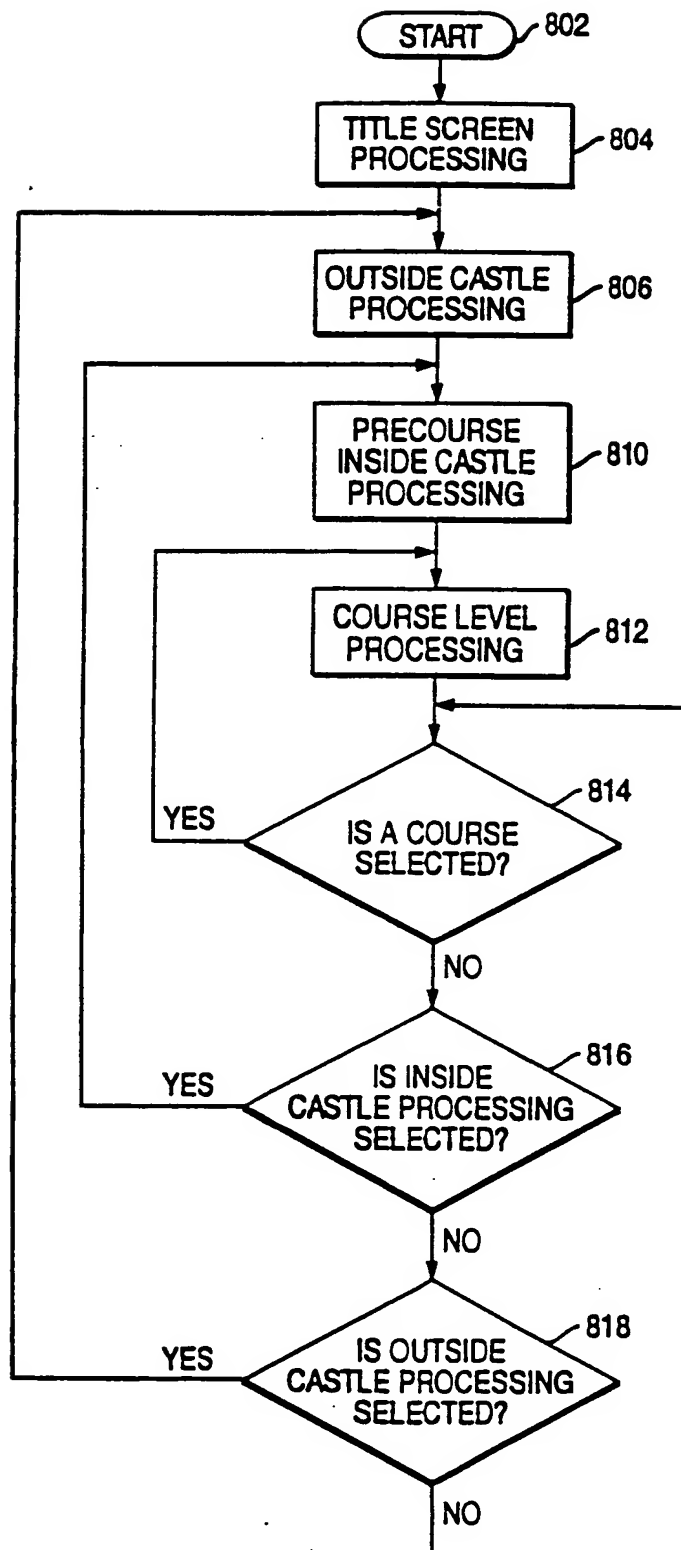 START
802
TITLE SCREEN
PROCESSING
804
OUTSIDE CASTLE
PROCESSING
806
PRECOURSE
INSIDE CASTLE
PROCESSING
810
COURSE LEVEL
PROCESSING
812
814
YES
IS A COURSE
SELECTED?
NO
816
YES
IS INSIDE
CASTLE PROCESSING
SELECTED?
NO
818
YES
IS OUTSIDE
CASTLE PROCESSING
SELECTED?
NO